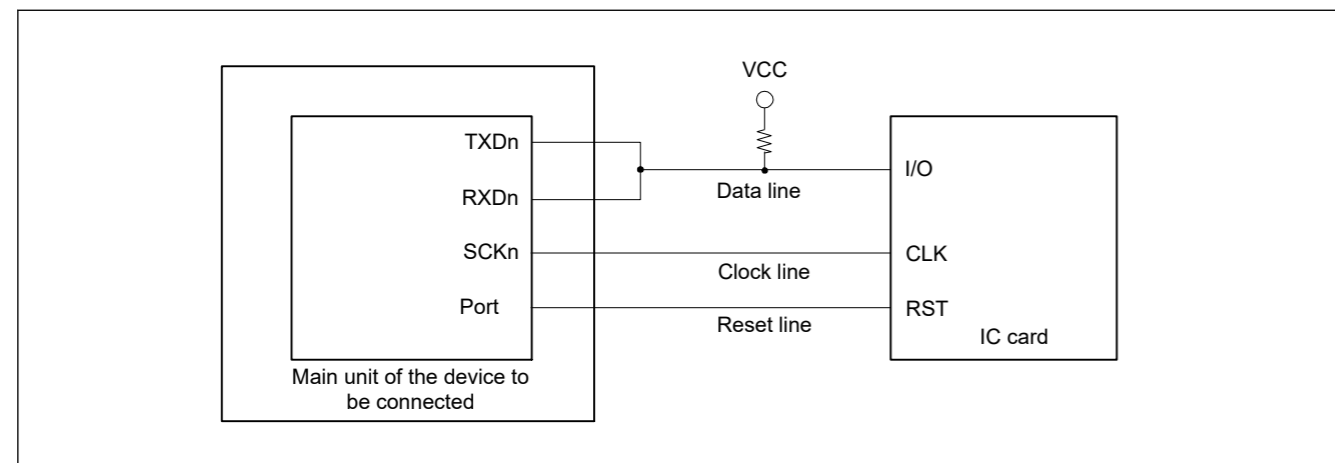 VCC
TXDn
RXDn
SCKn
Port
Main unit of the device to
be connected
Data line
Clock line
Reset line
I/O
CLK
RST
IC card